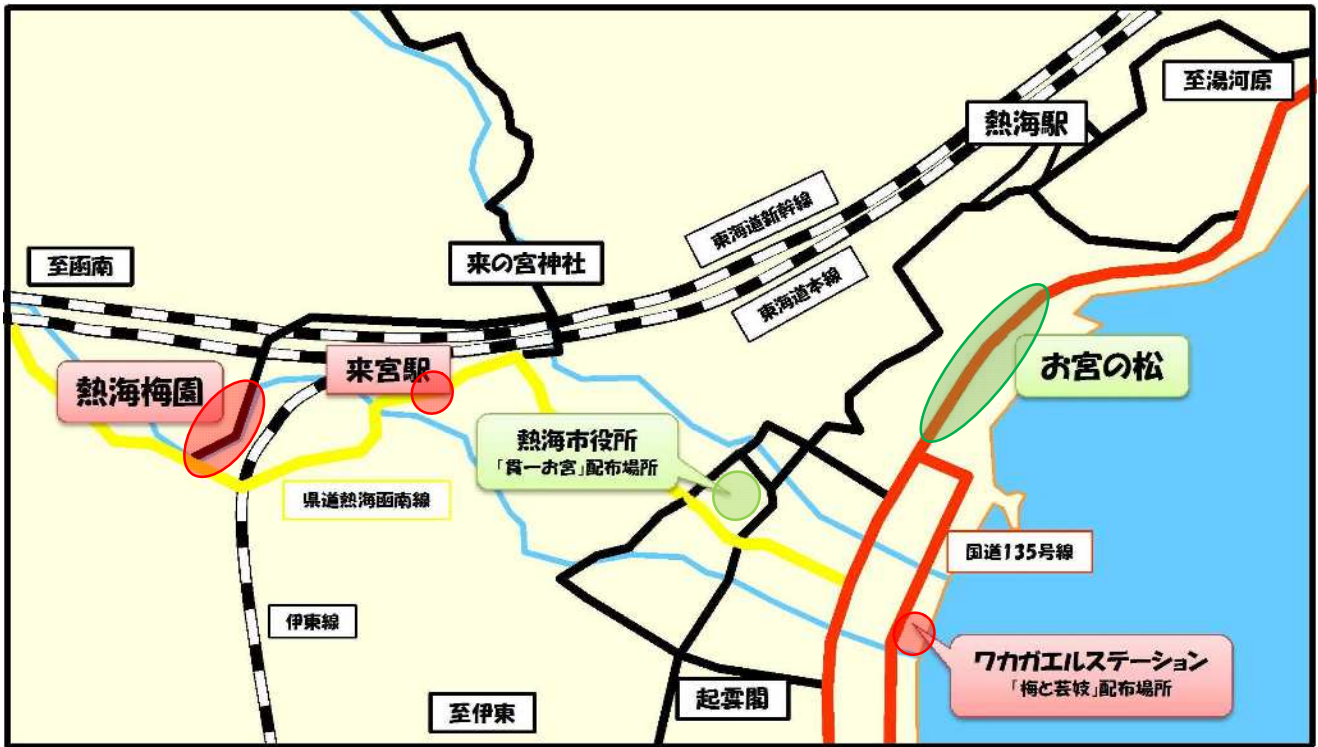 至湯河原
熱海駅
東海道新幹線
東海道本線
至函南
来の宮神社
来宮駅
熱海梅園
お宮の松
熱海市役所
「貫一お宮」配布場所
県道熱海函南線
国道135号線
伊東線
ワカガエルステーション
「梅と芸妓」配布場所
起雲閣
至伊東